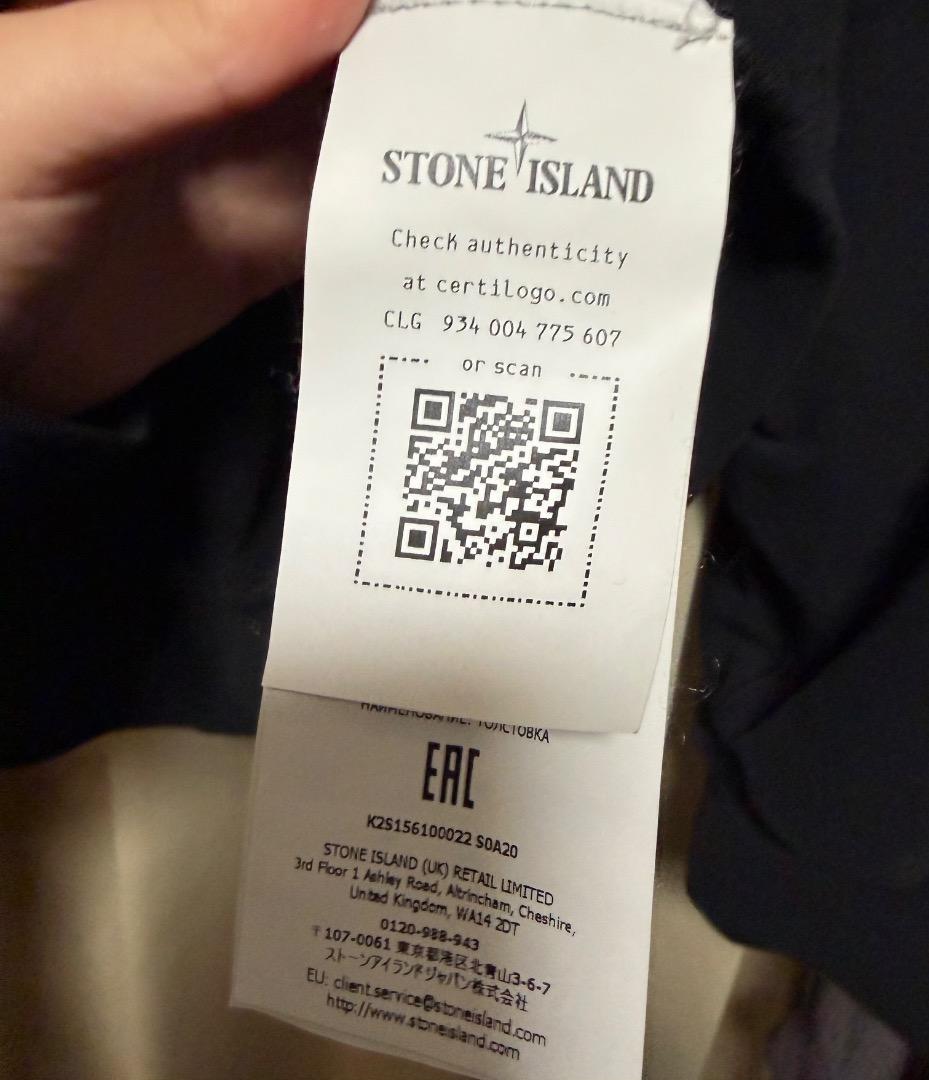 STONE ISLAND
Check authenticity
at certilogo.com
CLG 934 004 775 607
or scan
НАИМЕНОВАНИЕ: ТОЛСТОВКА
EAC
K2S156100022 S0A20
STONE ISLAND (UK) RETAIL LIMITED
3rd Floor 1 Ashley Road, Altrincham, Cheshire,
United Kingdom, WA14 2DT
0120-988-943
〒107-0061 東京都港区北青山3-6-7
ストーンアイランドジャパン株式会社
EU: client.service@stoneisland.com
http://www.stoneisland.com